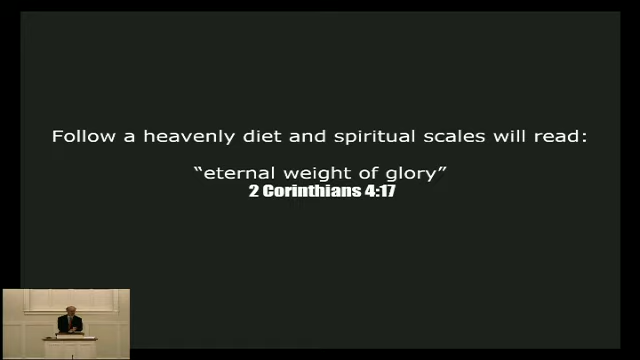 Follow a heavenly diet and spiritual scales will read:
“eternal weight of glory”
2 Corinthians 4:17